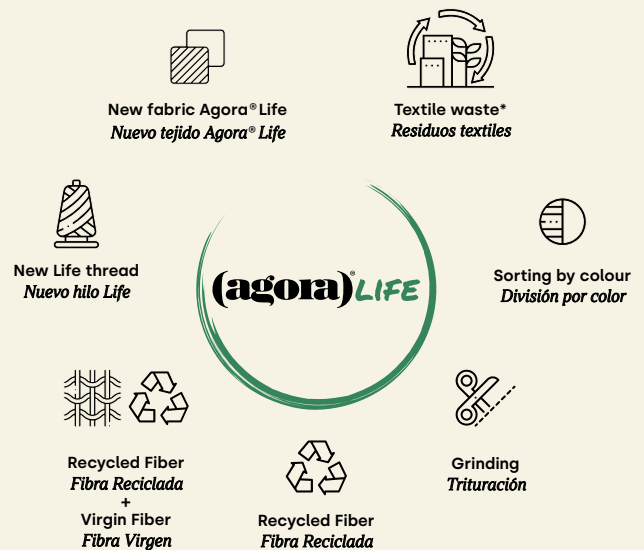 New fabric Agora® Life
Nuevo tejido Agora® Life
Textile waste*
Residuos textiles
New Life thread
Nuevo hilo Life
(agora)® LIFE
Sorting by colour
División por color
Recycled Fiber
Fibra Reciclada
+
Virgin Fiber
Fibra Virgen
Recycled Fiber
Fibra Reciclada
Grinding
Trituración